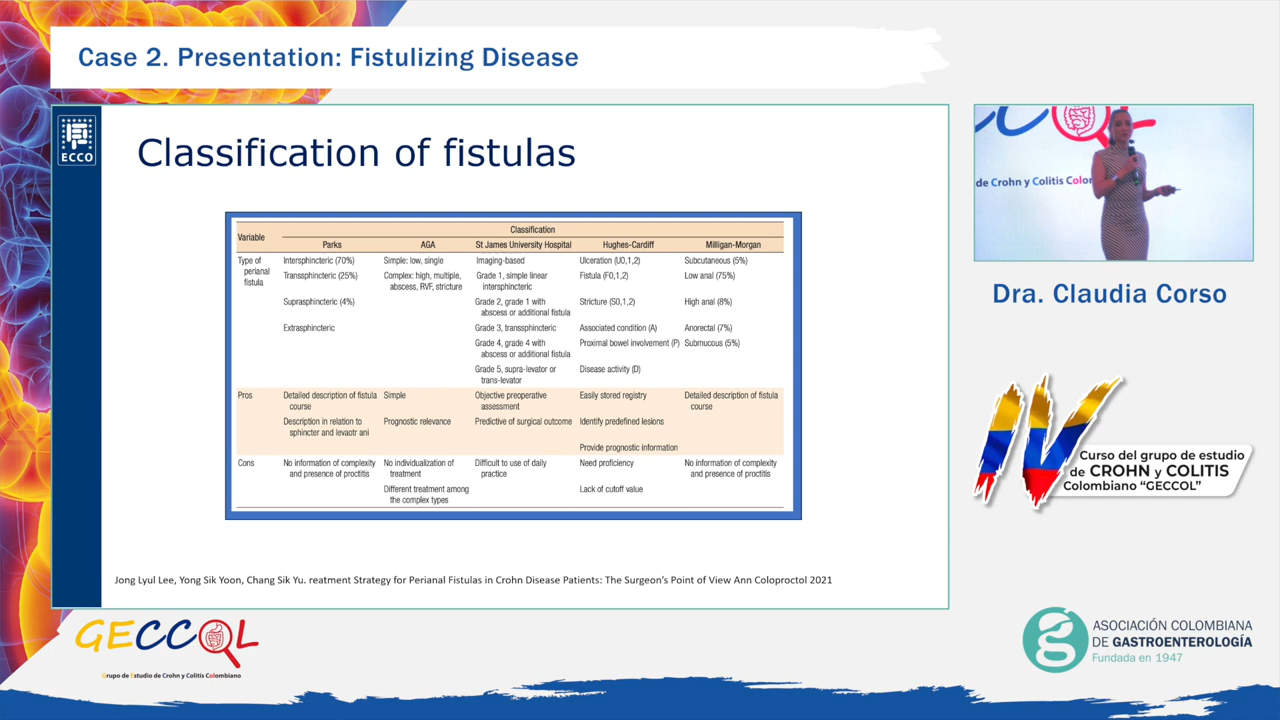 Case 2. Presentation: Fistulizing Disease
ECCO
Classification of fistulas
Variable
Classification
Parks
AGA
St James University Hospital
Hughes-Cardiff
Milligan-Morgan
Type of perianal fistula
Intersphincteric (70%)
Transsphincteric (25%)
Suprasphincteric (4%)
Extrasphincteric
Simple: low, single
Complex: high, multiple,
abscess, RVF, stricture
Imaging-based
Grade 1, simple linear
intersphincteric
Grade 2, grade 1 with
abscess or additional fistula
Grade 3, transsphincteric
Grade 4, grade 4 with
abscess or additional fistula
Grade 5, supra-levator or
trans-levator
Ulceration (U0,1,2)
Fistula (F0,1,2)
Stricture (S0,1,2)
Associated condition (A)
Proximal bowel involvement (P)
Disease activity (D)
Subcutaneous (5%)
Low anal (75%)
High anal (8%)
Anorectal (7%)
Submucous (5%)
Pros
Detailed description of fistula
course
Description in relation to
sphincter and levaotr ani
Simple
Prognostic relevance
Objective preoperative
assessment
Predictive of surgical outcome
Easily stored registry
Identify predefined lesions
Provide prognostic information
Detailed description of fistula
course
Cons
No information of complexity
and presence of proctitis
No individualization of
treatment
Different treatment among
the complex types
Difficult to use of daily
practice
Need proficiency
Lack of cutoff value
No information of complexity
and presence of proctitis
Jong Lyul Lee, Yong Sik Yoon, Chang Sik Yu. reatment Strategy for Perianal Fistulas in Crohn Disease Patients: The Surgeon's Point of View Ann Coloproctol 2021
de Crohn y Colitis Color
Dra. Claudia Corso
IV
Curso del grupo de estudio
de CROHN y COLITIS
Colombiano "GECCOL"
GECCOL
Grupo de Estudio de Crohn y Colitis Colombiano
ASOCIACIÓN COLOMBIANA
DE GASTROENTEROLOGÍA
Fundada en 1947